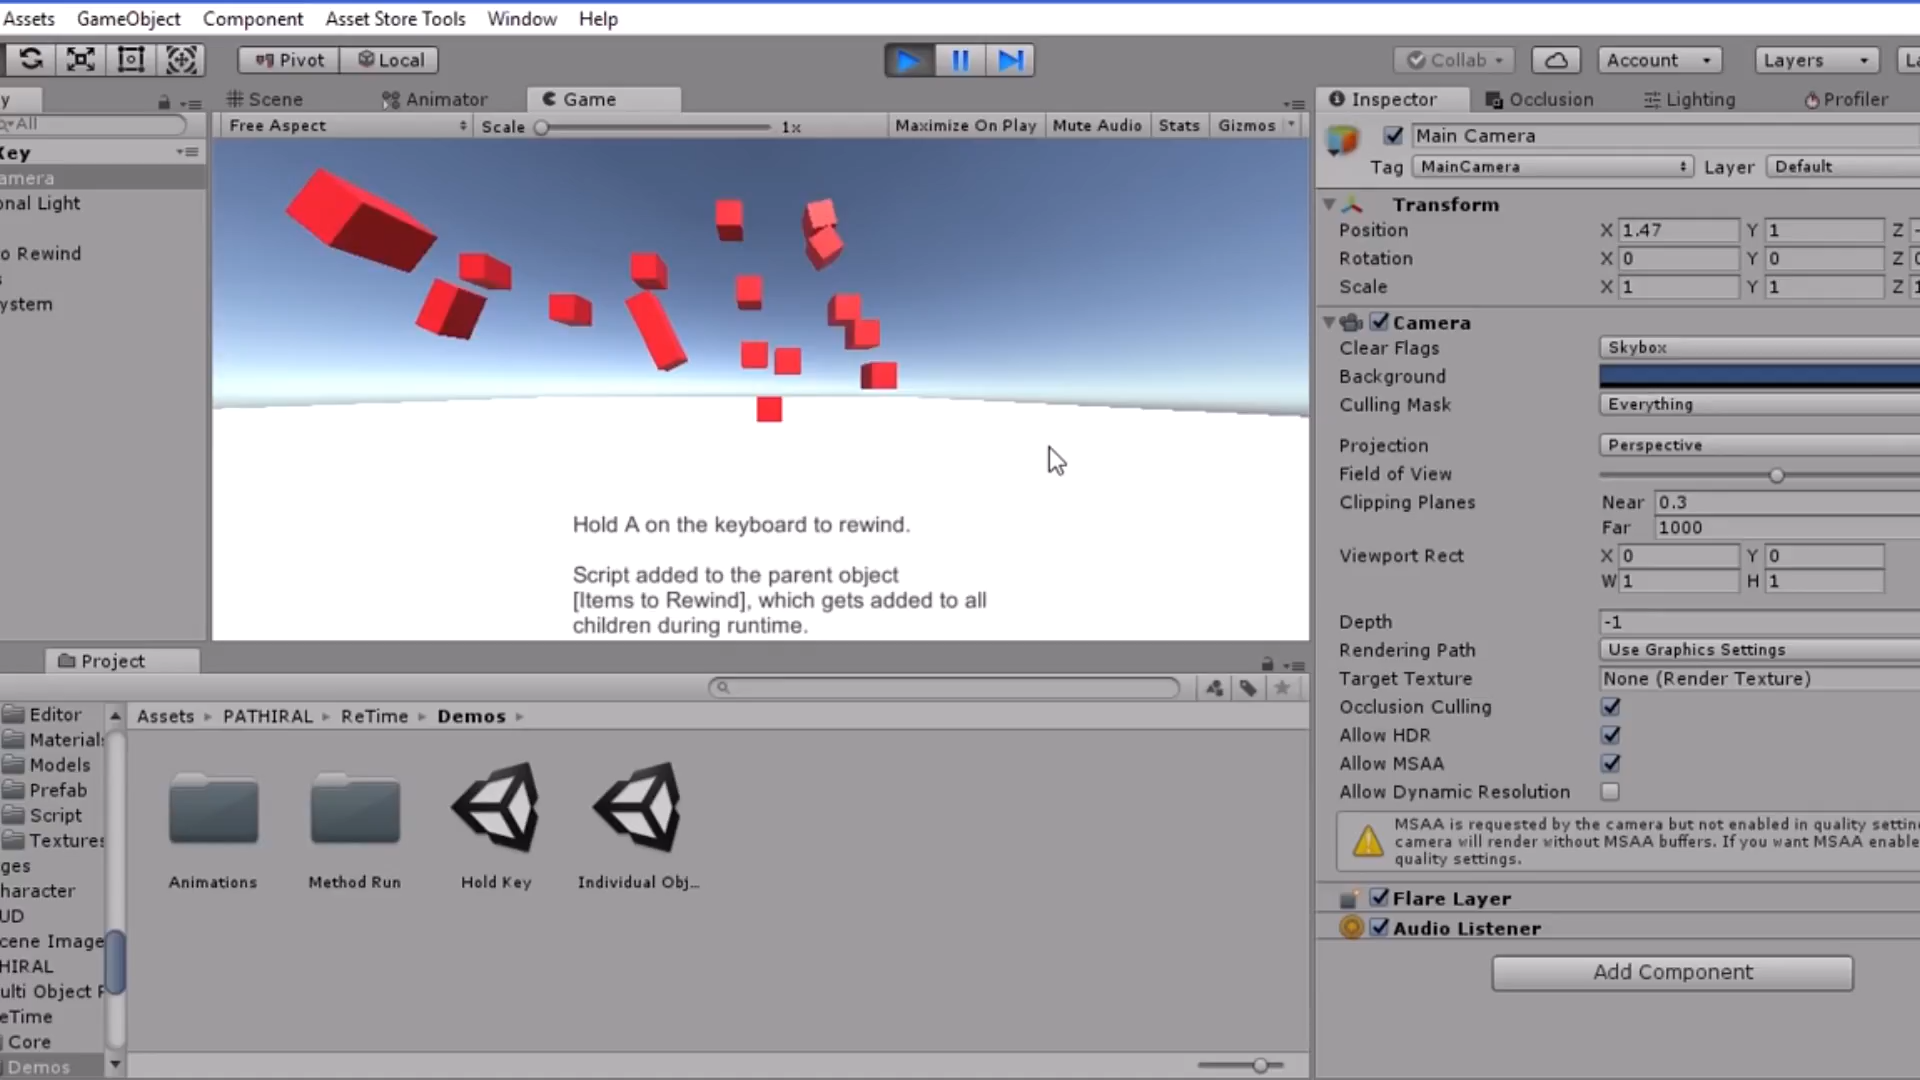 Assets GameObject Component Asset Store Tools Window Help
Pivot Local Collab Account Layers
Scene Animator Game Inspector Occlusion Lighting Profiler
All
Free Aspect Scale 1x Maximize On Play Mute Audio Stats Gizmos
Key
amera
onal Light
o Rewind
ystem
Hold A on the keyboard to rewind.
Script added to the parent object
[Items to Rewind], which gets added to all
children during runtime.
Main Camera
Tag MainCamera Layer Default
Transform
Position X 1.47 Y 1 Z
Rotation X 0 Y 0 Z
Scale X 1 Y 1 Z
Camera
Clear Flags Skybox
Background
Culling Mask Everything
Projection Perspective
Field of View
Clipping Planes Near 0.3
Far 1000
Viewport Rect X 0 Y 0
W 1 H 1
Depth -1
Rendering Path Use Graphics Settings
Target Texture None (Render Texture)
Occlusion Culling
Allow HDR
Allow MSAA
Allow Dynamic Resolution
MSAA is requested by the camera but not enabled in quality settin
camera will render without MSAA buffers. If you want MSAA enable
quality settings.
Flare Layer
Audio Listener
Add Component
Project
Assets PATHIRAL ReTime Demos
Editor
Materials
Models
Prefab
Script
Textures
ges
haracter
UD
cene Image
HIRAL
ulti Object P
eTime
Core
Demos
Animations Method Run Hold Key Individual Obj...